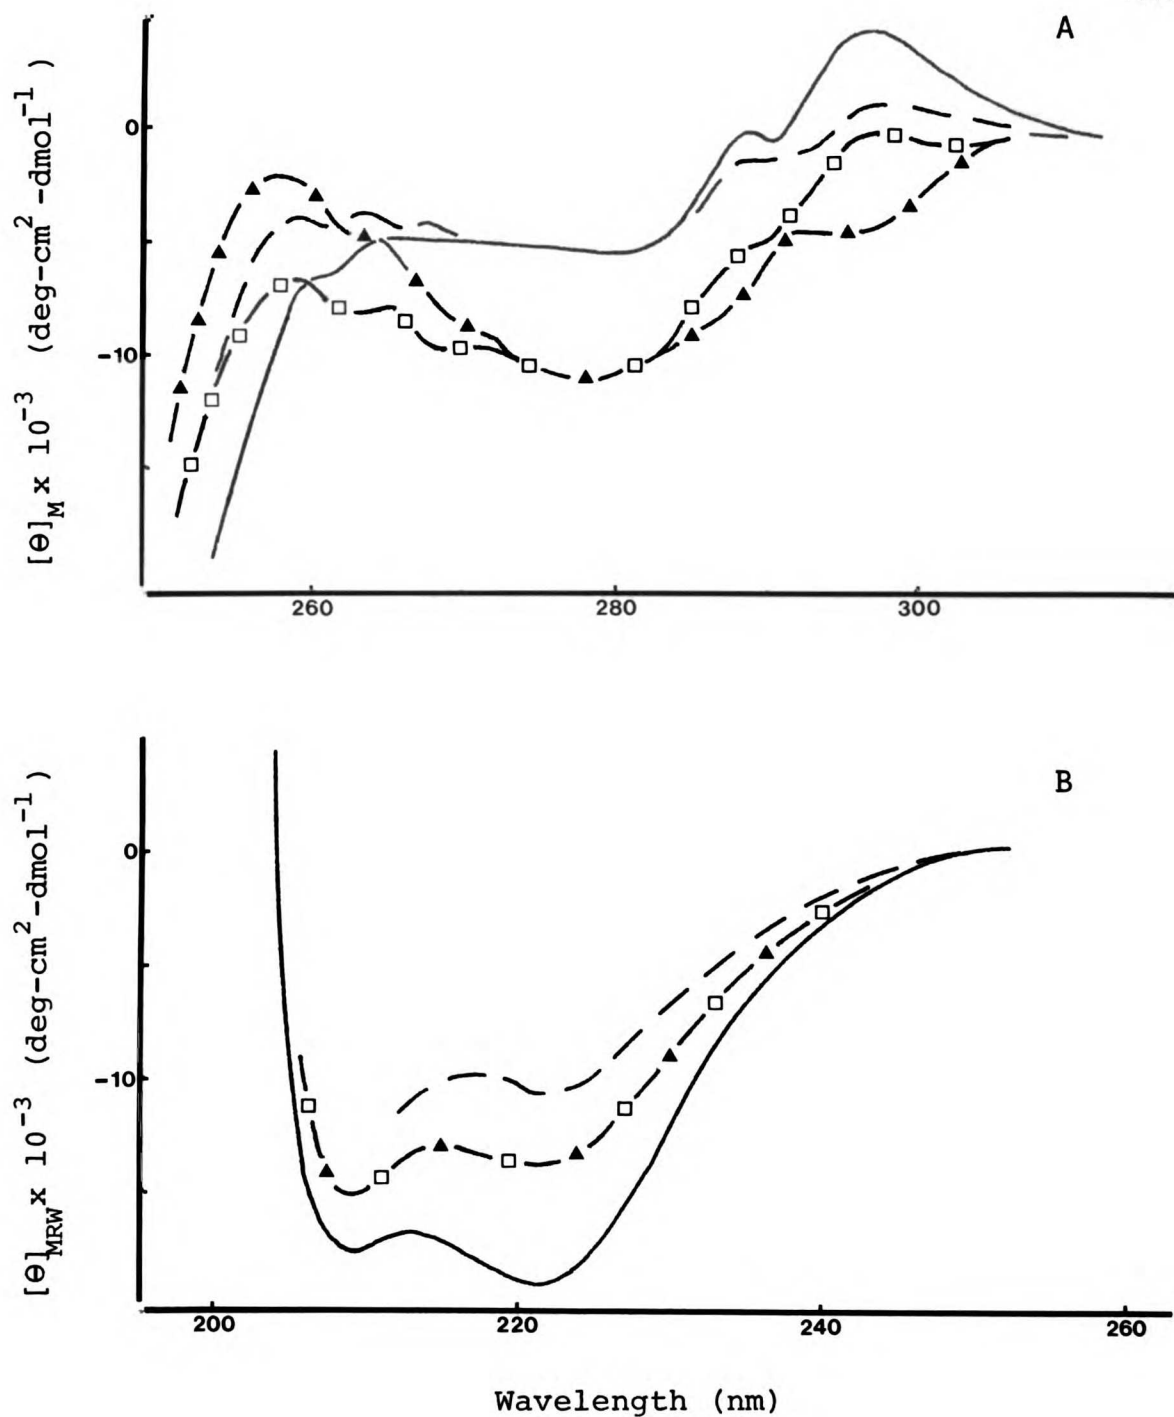 A
[Θ]M x 10−3 (deg-cm2-dmol−1)
0
−10
260 280 300
B
[Θ]MRW x 10−3 (deg-cm2-dmol−1)
0
−10
200 220 240 260
Wavelength (nm)